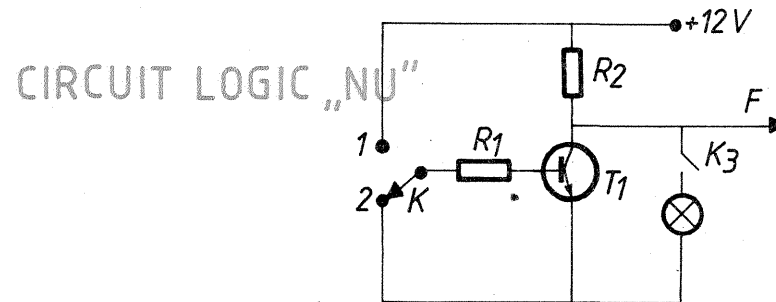 +12V
CIRCUIT LOGIC „NU”
R2
F
1
R1
K3
2
K
T1